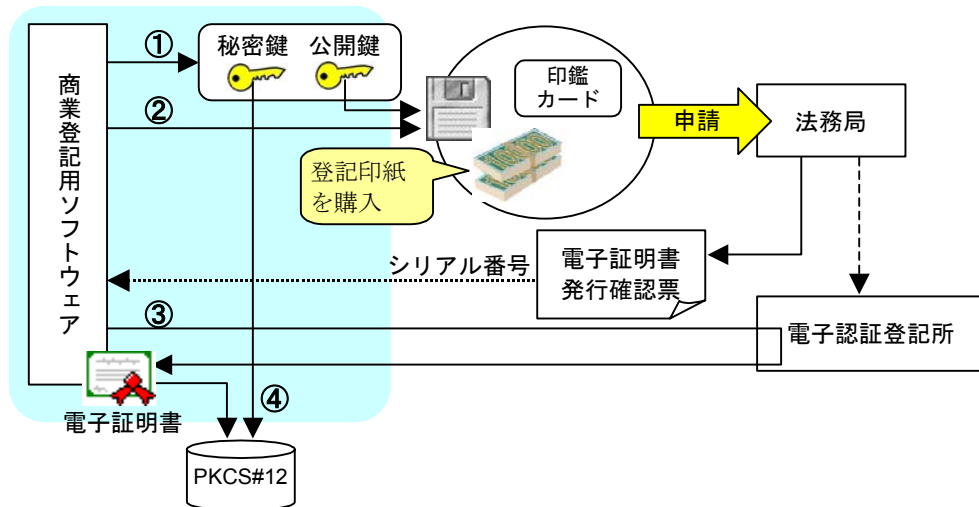 商業登記用ソフトウェア
①
秘密鍵
公開鍵
②
印鑑
カード
申請
法務局
登記印紙
を購入
シリアル番号
電子証明書
発行確認票
③
電子認証登記所
電子証明書
④
PKCS#12